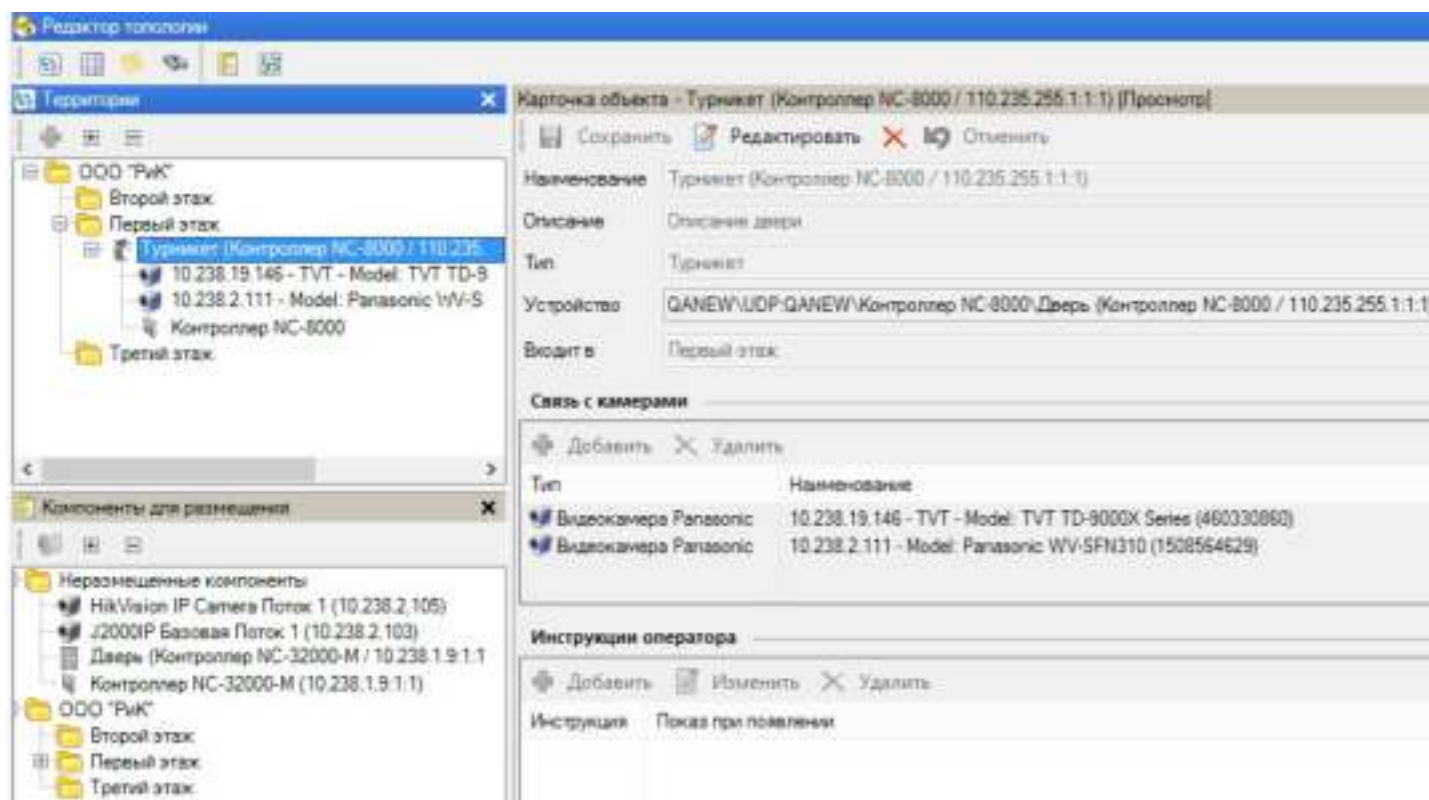 Редактор топологии
Территории
ООО "РиК"
Второй этаж
Первый этаж
Турникет (Контроллер NC-8000 / 110.235
10.238.19.146 - TVT - Model: TVT TD-9
10.238.2.111 - Model: Panasonic WV-S
Контроллер NC-8000
Третий этаж
Компоненты для размещения
Неразмещенные компоненты
HikVision IP Camera Поток 1 (10.238.2.105)
J2000IP Базовая Поток 1 (10.238.2.103)
Дверь (Контроллер NC-32000-M / 10.238.1.9:1:1
Контроллер NC-32000-M (10.238.1.9:1:1)
ООО "РиК"
Второй этаж
Первый этаж
Третий этаж
Карточка объекта - Турникет (Контроллер NC-8000 / 110.235.255.1:1:1) [Просмотр]
Сохранить Редактировать Отменить
Наименование Турникет (Контроллер NC-8000 / 110.235.255.1:1:1)
Описание Описание двери
Тип Турникет
Устройство QANEW\UDP:QANEW\Контроллер NC-8000\Дверь (Контроллер NC-8000 / 110.235.255.1:1:1
Входит в Первый этаж
Связь с камерами
Добавить Удалить
Тип Наименование
Видеокамера Panasonic 10.238.19.146 - TVT - Model: TVT TD-9000X Series (460330860)
Видеокамера Panasonic 10.238.2.111 - Model: Panasonic WV-SFN310 (1508564629)
Инструкции оператора
Добавить Изменить Удалить
Инструкция Показ при появлении